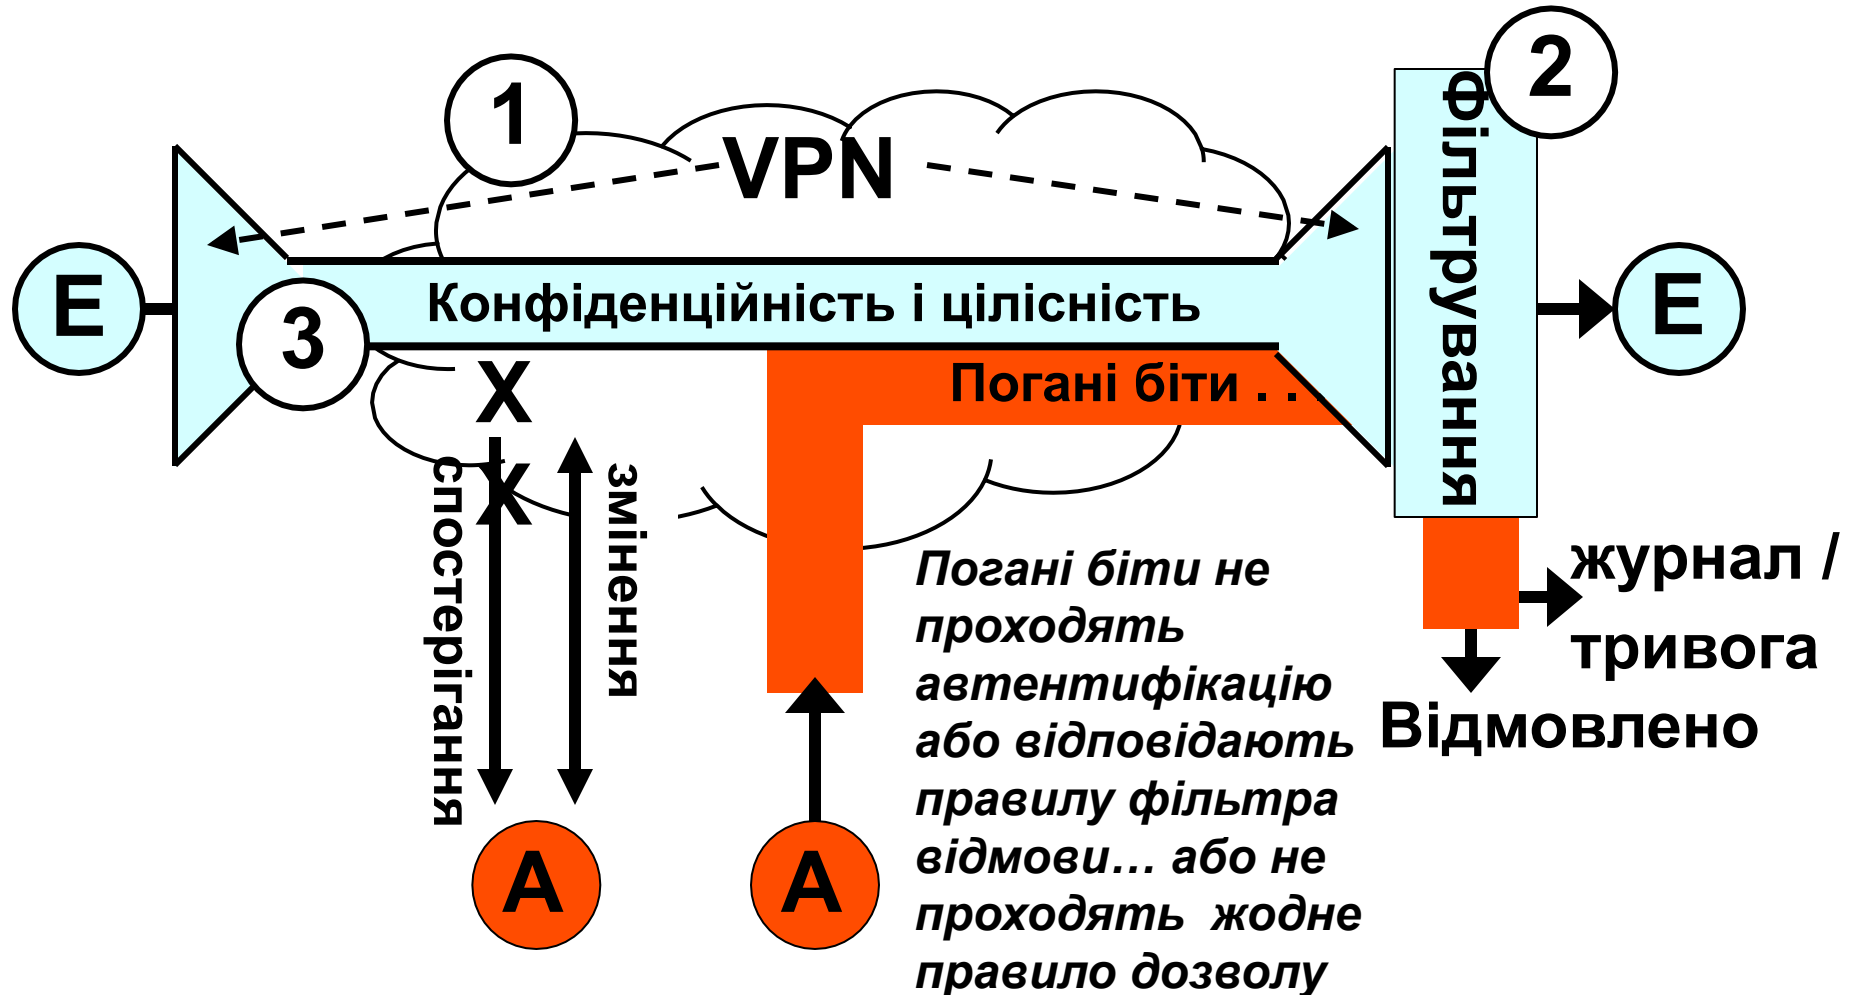 1
2
VPN
Фільтрування
E
3
Конфіденційність і цілісність
E
X
Погані біти . . .
X
спостерігання
змінення
Погані біти не
проходять
автентифікацію
або відповідають
правилу фільтра
відмови... або не
проходять жодне
правило дозволу
журнал /
тривога
Відмовлено
A
A